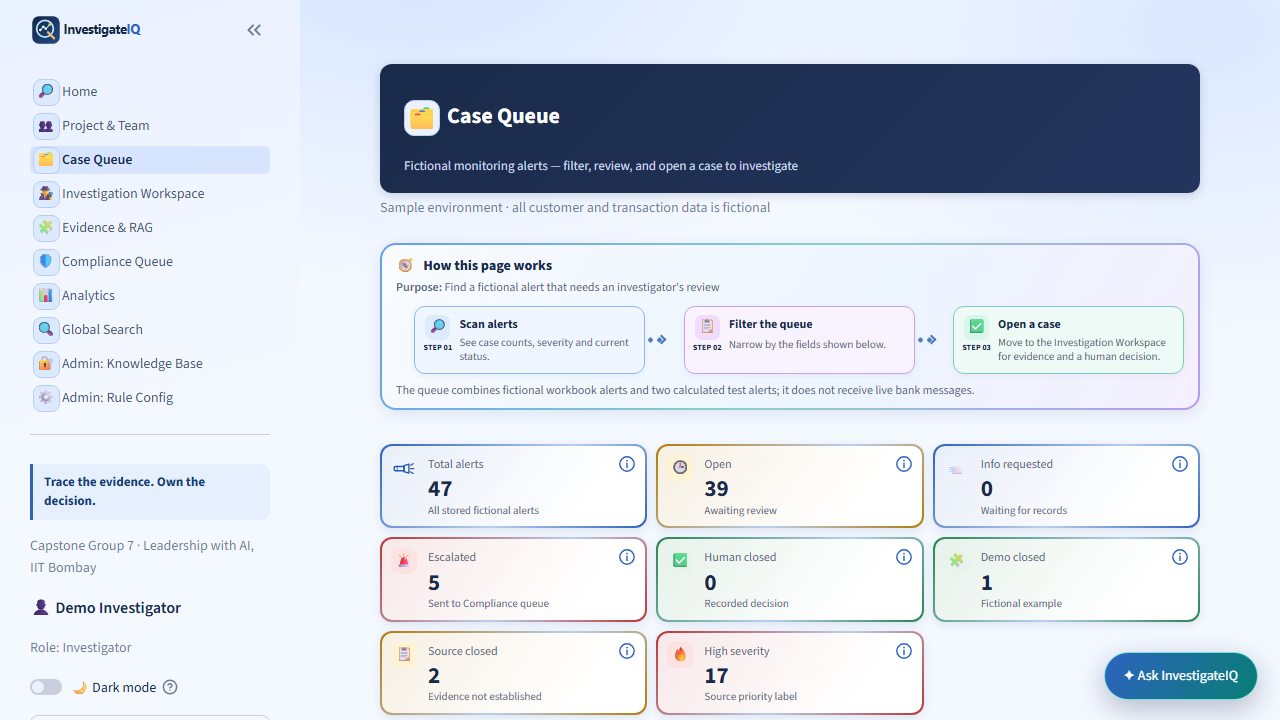 InvestigateIQ
Home
Project & Team
Case Queue
Investigation Workspace
Evidence & RAG
Compliance Queue
Analytics
Global Search
Admin: Knowledge Base
Admin: Rule Config
Trace the evidence. Own the
decision.
Capstone Group 7 · Leadership with AI,
IIT Bombay
Demo Investigator
Role: Investigator
Dark mode
Case Queue
Fictional monitoring alerts — filter, review, and open a case to investigate
Sample environment · all customer and transaction data is fictional
How this page works
Purpose: Find a fictional alert that needs an investigator's review
STEP 01
Scan alerts
See case counts, severity and current
status.
STEP 02
Filter the queue
Narrow by the fields shown below.
STEP 03
Open a case
Move to the Investigation Workspace
for evidence and a human decision.
The queue combines fictional workbook alerts and two calculated test alerts; it does not receive live bank messages.
Total alerts
47
All stored fictional alerts
Open
39
Awaiting review
Info requested
0
Waiting for records
Escalated
5
Sent to Compliance queue
Human closed
0
Recorded decision
Demo closed
1
Fictional example
Source closed
2
Evidence not established
High severity
17
Source priority label
✦ Ask InvestigateIQ